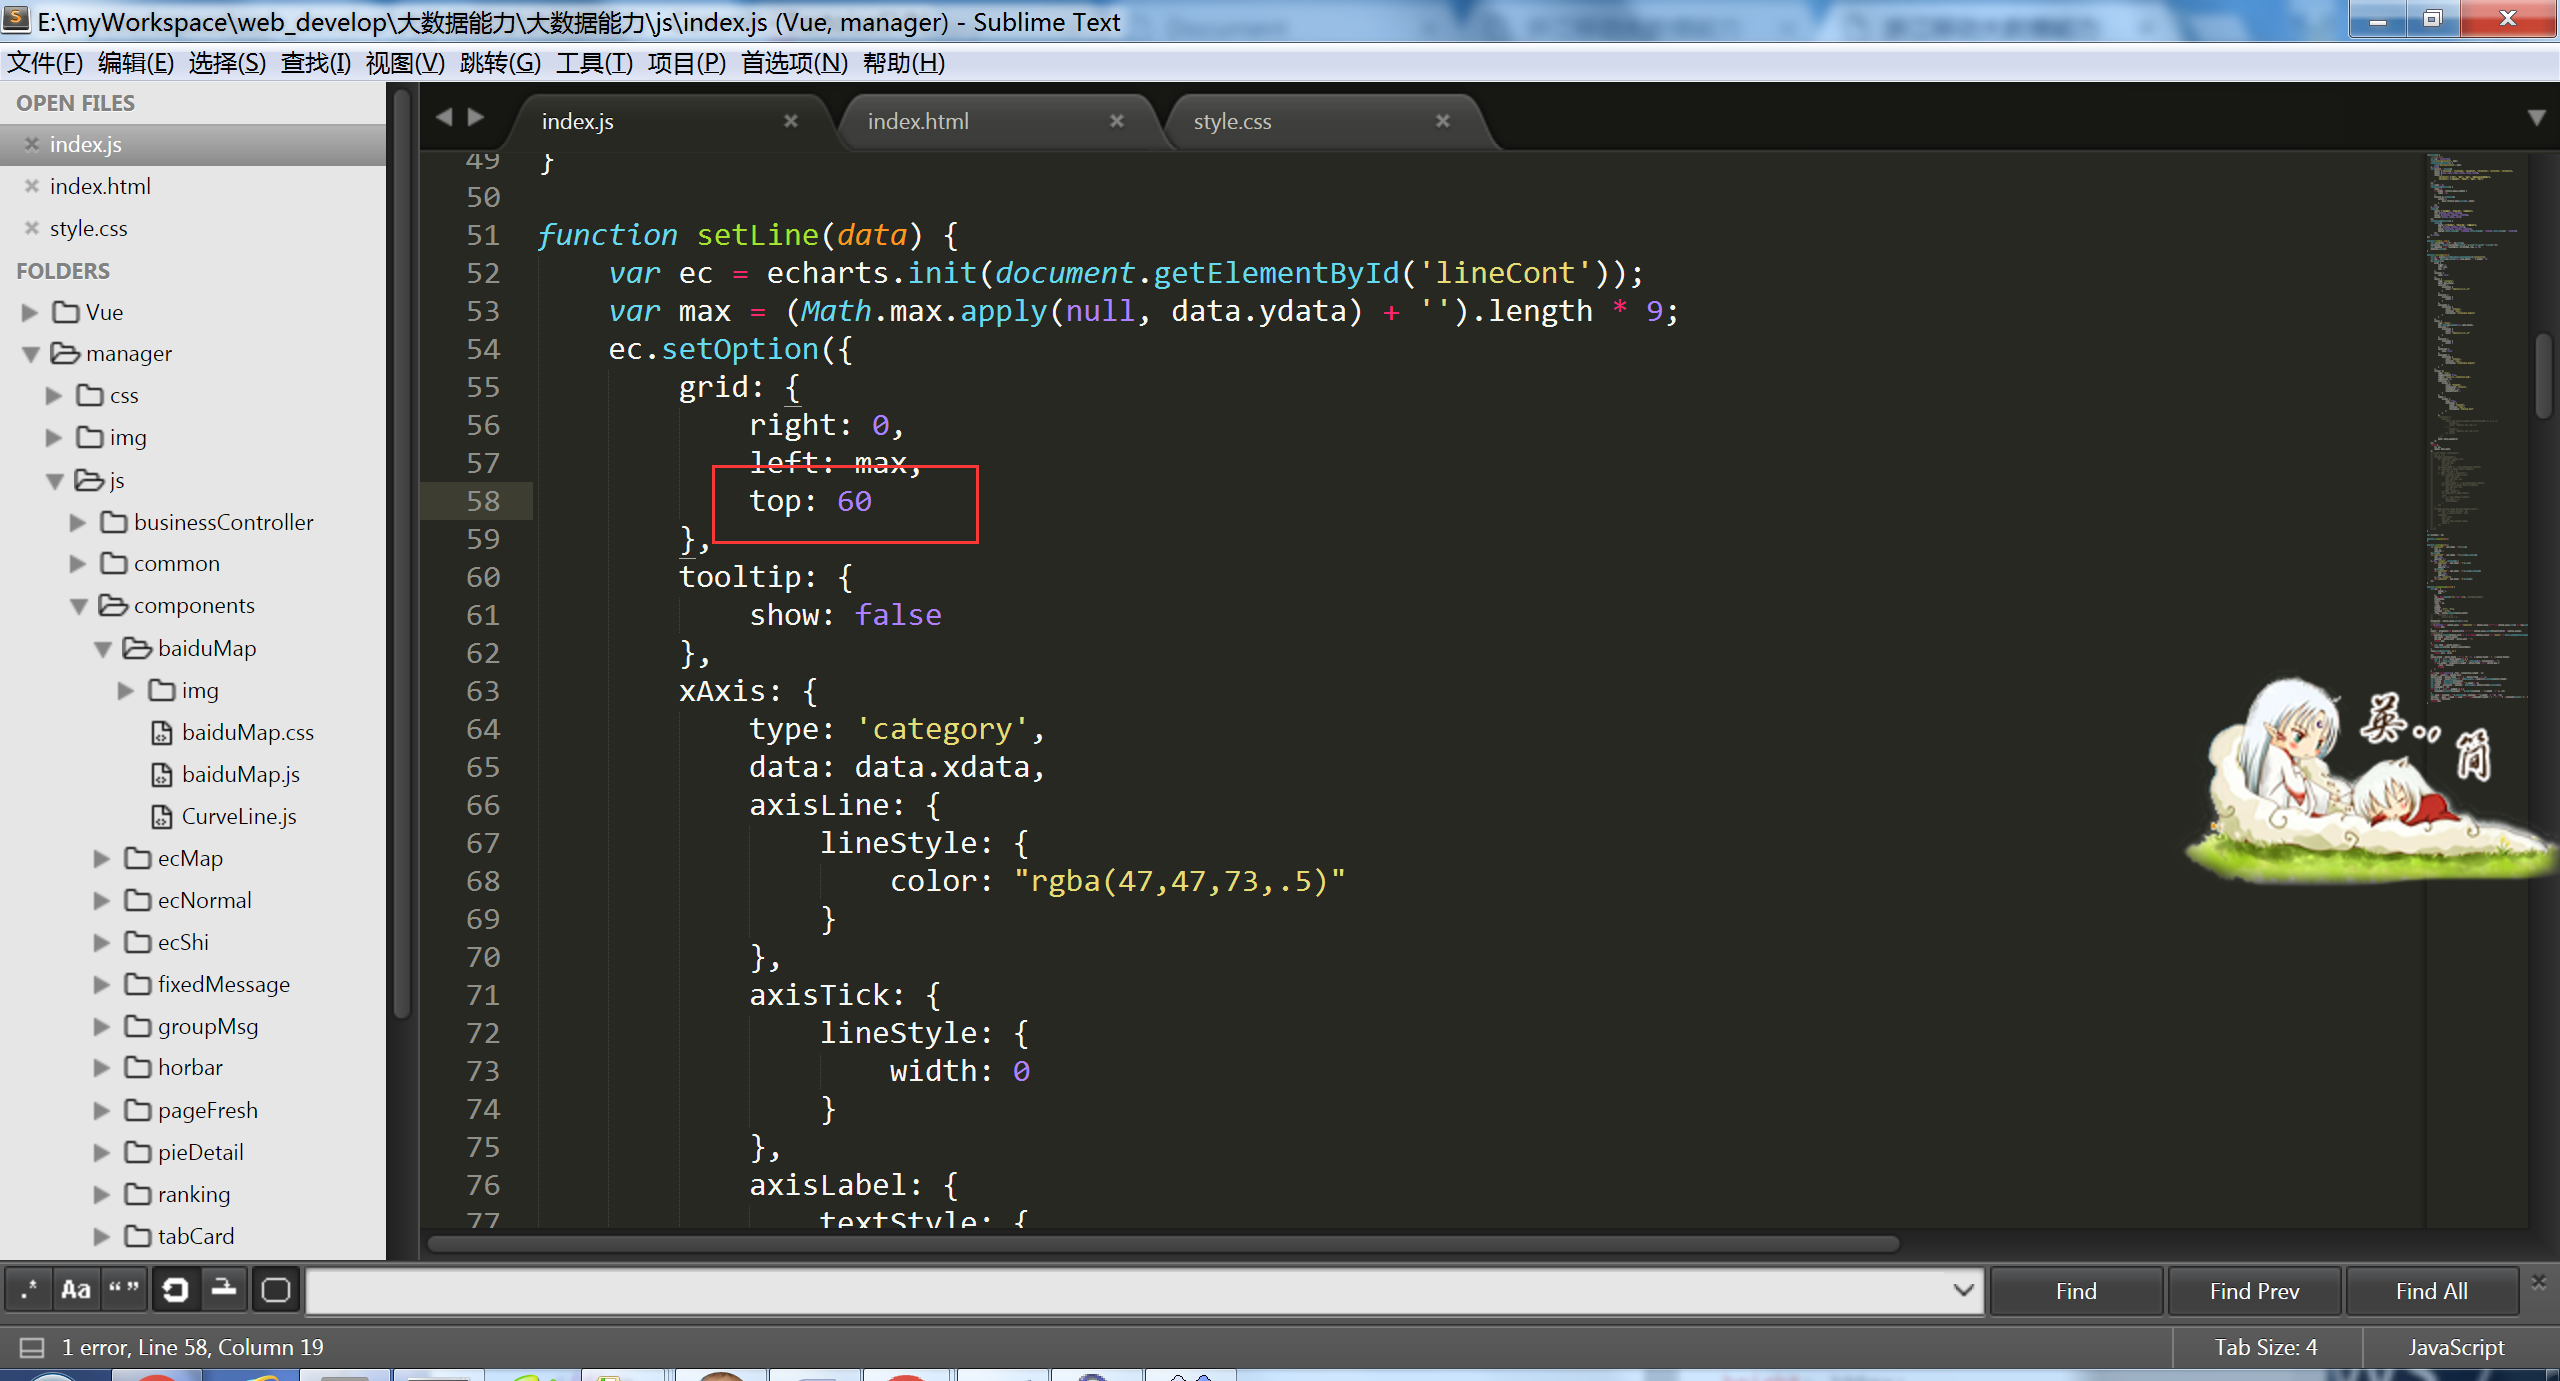 E:\myWorkspace\web_develop\大数据能力\大数据能力\js\index.js (Vue, manager) - Sublime Text
文件(F) 编辑(E) 选择(S) 查找(I) 视图(V) 跳转(G) 工具(T) 项目(P) 首选项(N) 帮助(H)
OPEN FILES
index.js
index.html
style.css
FOLDERS
Vue
manager
css
img
js
businessController
common
components
baiduMap
img
baiduMap.css
baiduMap.js
CurveLine.js
ecMap
ecNormal
ecShi
fixedMessage
groupMsg
horbar
pageFresh
pieDetail
ranking
tabCard
index.js index.html style.css
49 }
50
51 function setLine(data) {
52 var ec = echarts.init(document.getElementById('lineCont'));
53 var max = (Math.max.apply(null, data.ydata) + '').length * 9;
54 ec.setOption({
55 grid: {
56 right: 0,
57 left: max,
58 top: 60
59 },
60 tooltip: {
61 show: false
62 },
63 xAxis: {
64 type: 'category',
65 data: data.xdata,
66 axisLine: {
67 lineStyle: {
68 color: "rgba(47,47,73,.5)"
69 }
70 },
71 axisTick: {
72 lineStyle: {
73 width: 0
74 }
75 },
76 axisLabel: {
77 textStyle: {
英 简
.* Aa “ ” Find Find Prev Find All
1 error, Line 58, Column 19 Tab Size: 4 JavaScript